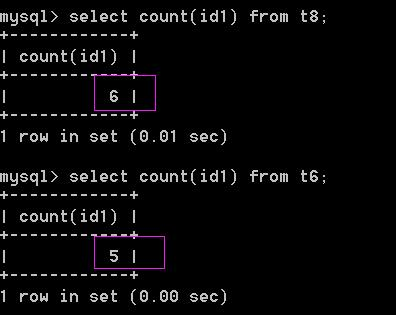 mysql> select count(id1) from t8;
+------------+
| count(id1) |
+------------+
|          6 |
+------------+
1 row in set (0.01 sec)
mysql> select count(id1) from t6;
+------------+
| count(id1) |
+------------+
|          5 |
+------------+
1 row in set (0.00 sec)